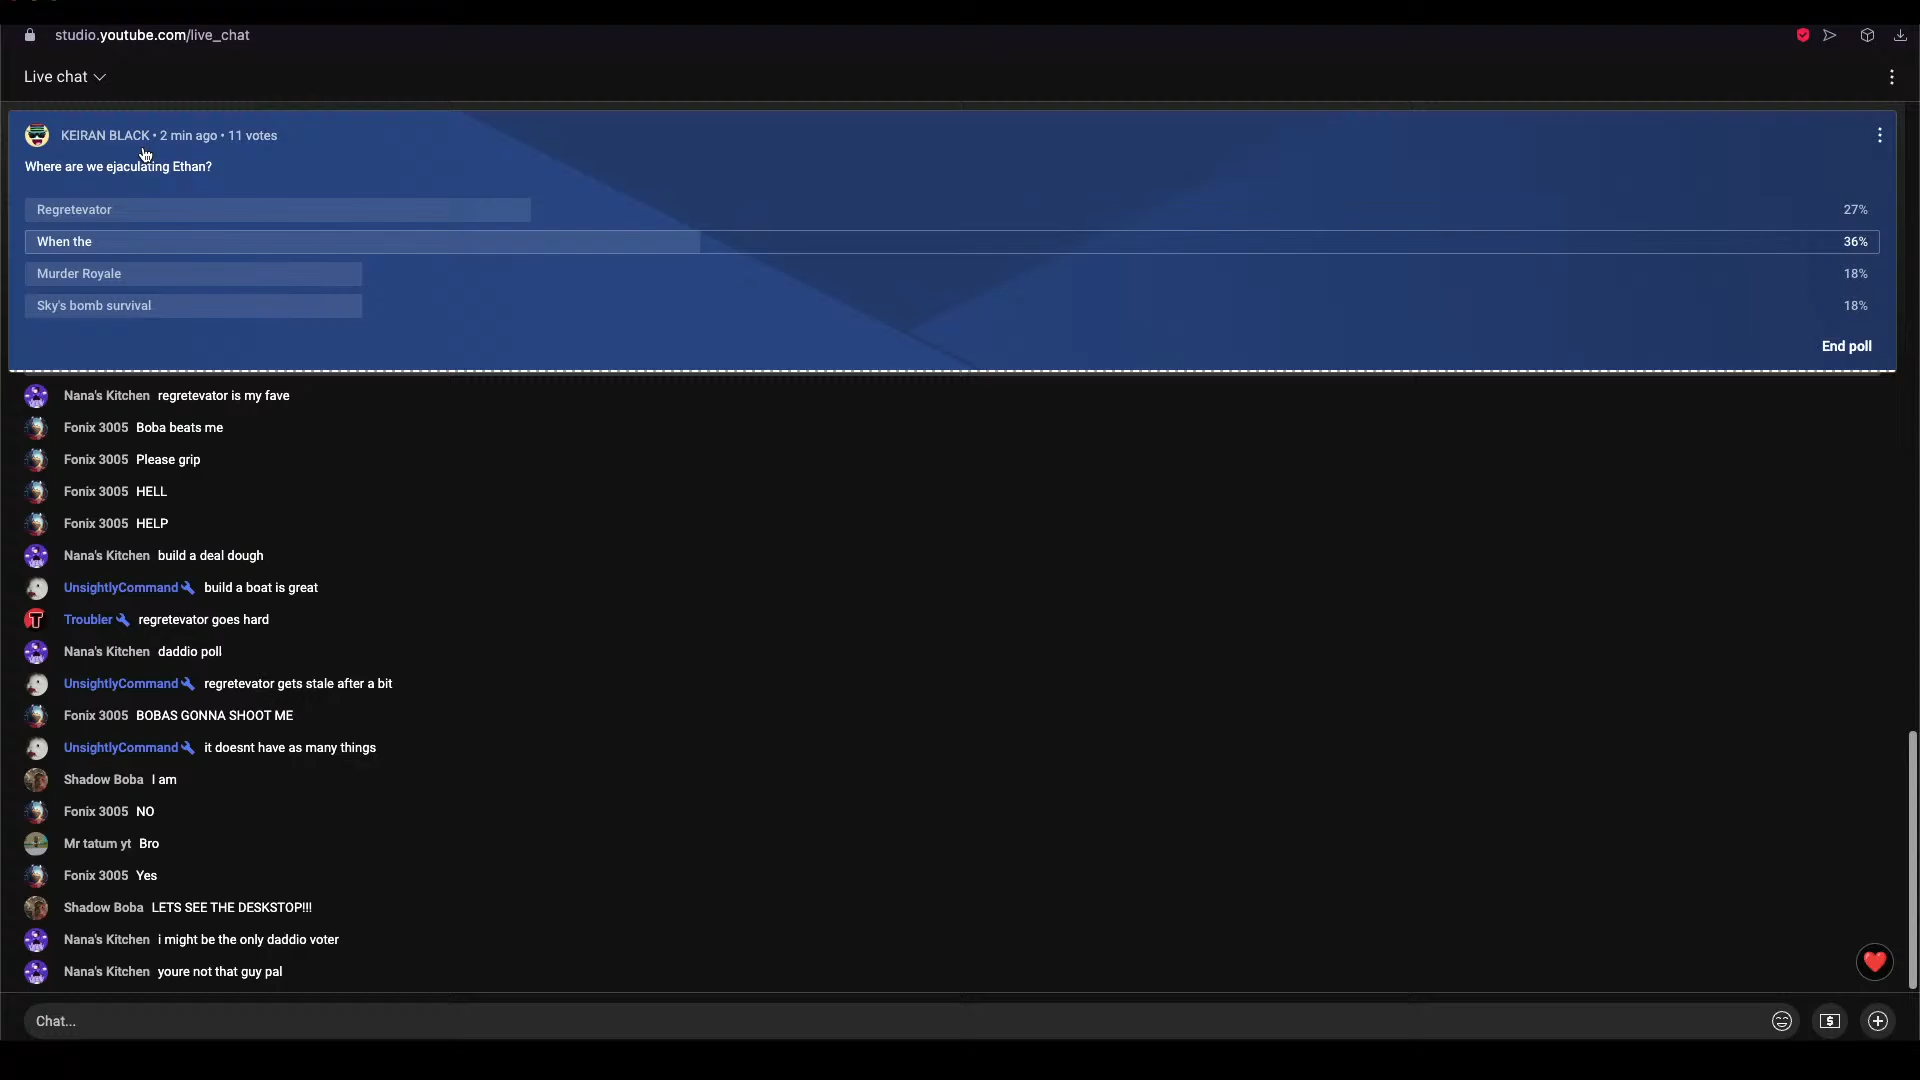 studio.youtube.com/live_chat
Live chat
KEIRAN BLACK • 2 min ago • 11 votes
Where are we ejaculating Ethan?
Regretevator 27%
When the 36%
Murder Royale 18%
Sky's bomb survival 18%
End poll
Nana's Kitchen regretevator is my fave
Fonix 3005 Boba beats me
Fonix 3005 Please grip
Fonix 3005 HELL
Fonix 3005 HELP
Nana's Kitchen build a deal dough
UnsightlyCommand build a boat is great
Troubler regretevator goes hard
Nana's Kitchen daddio poll
UnsightlyCommand regretevator gets stale after a bit
Fonix 3005 BOBAS GONNA SHOOT ME
UnsightlyCommand it doesnt have as many things
Shadow Boba I am
Fonix 3005 NO
Mr tatum yt Bro
Fonix 3005 Yes
Shadow Boba LETS SEE THE DESKSTOP!!!
Nana's Kitchen i might be the only daddio voter
Nana's Kitchen youre not that guy pal
Chat...